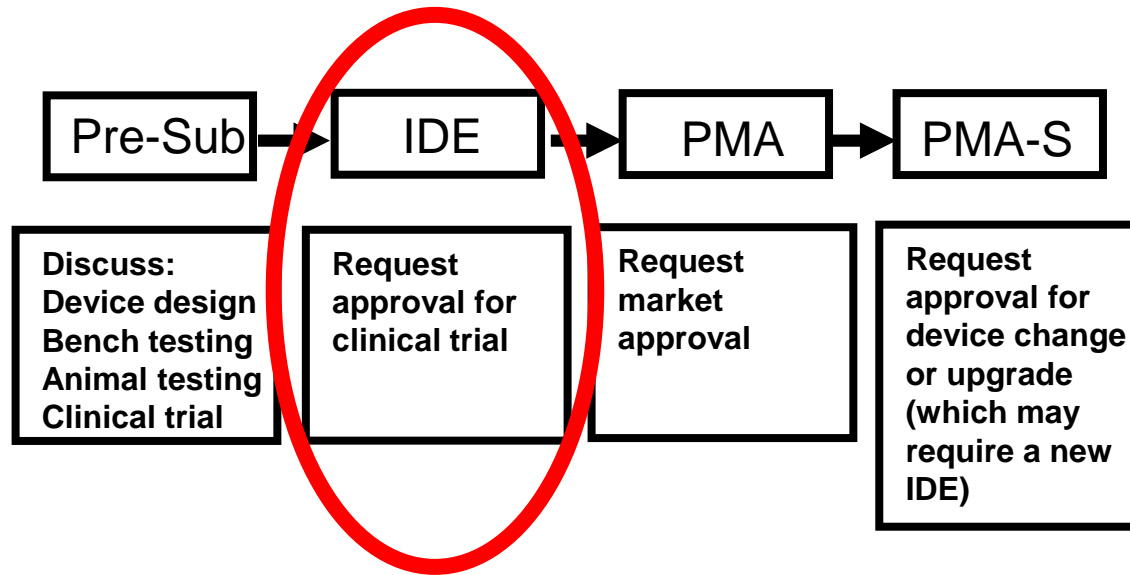 Pre-Sub
IDE
PMA
PMA-S
Discuss:
Device design
Bench testing
Animal testing
Clinical trial
Request
approval for
clinical trial
Request
market
approval
Request
approval for
device change
or upgrade
(which may
require a new
IDE)